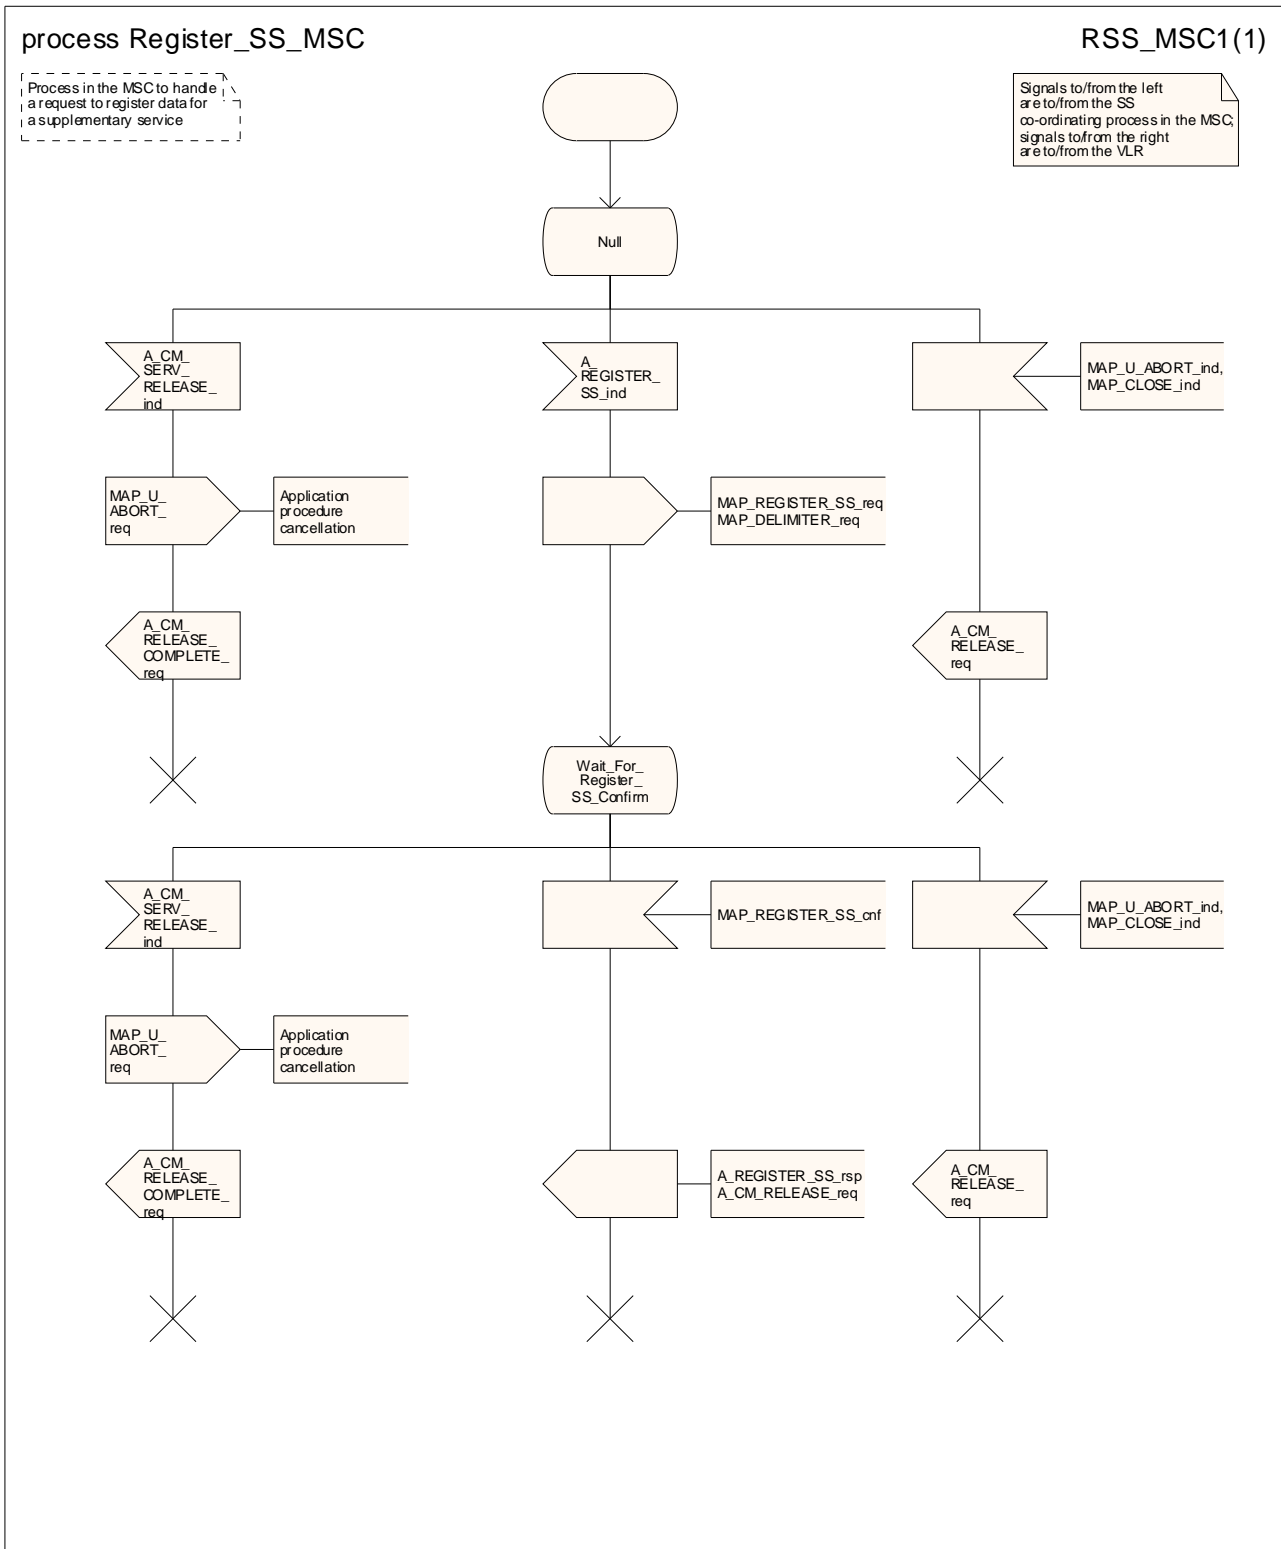 process Register_SS_MSC
RSS_MSC1(1)
Process in the MSC to handle
a request to register data for
a supplementary service
Signals to/from the left
are to/from the SS
co-ordinating process in the MSC;
signals to/from the right
are to/from the VLR
Null
A_CM_
SERV_
RELEASE_
ind
A_
REGISTER_
SS_ind
MAP_U_ABORT_ind,
MAP_CLOSE_ind
MAP_U_
ABORT_
req
Application
procedure
cancellation
MAP_REGISTER_SS_req
MAP_DELIMITER_req
A_CM_
RELEASE_
COMPLETE_
req
A_CM_
RELEASE_
req
Wait_For_
Register_
SS_Confirm
A_CM_
SERV_
RELEASE_
ind
MAP_REGISTER_SS_cnf
MAP_U_ABORT_ind,
MAP_CLOSE_ind
MAP_U_
ABORT_
req
Application
procedure
cancellation
A_CM_
RELEASE_
COMPLETE_
req
A_REGISTER_SS_rsp
A_CM_RELEASE_req
A_CM_
RELEASE_
req